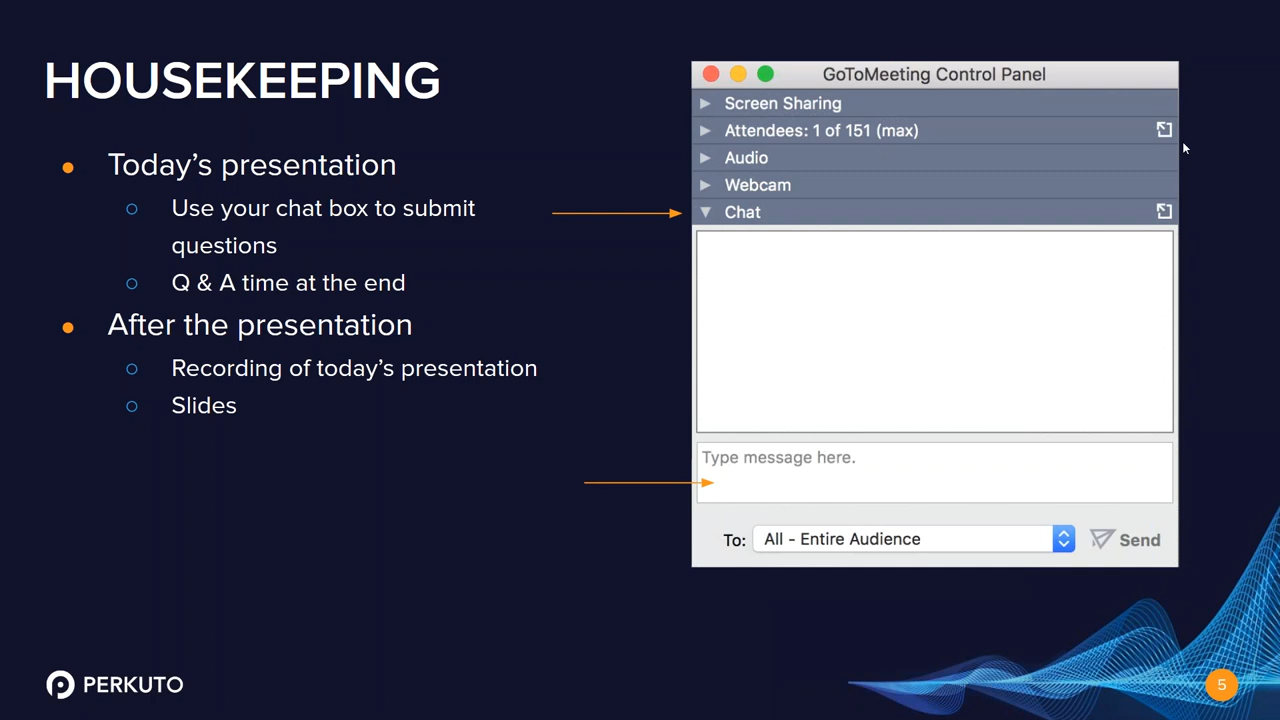 HOUSEKEEPING
Today’s presentation
Use your chat box to submit
questions
Q & A time at the end
After the presentation
Recording of today’s presentation
Slides
GoToMeeting Control Panel
Screen Sharing
Attendees: 1 of 151 (max)
Audio
Webcam
Chat
Type message here.
To: All - Entire Audience Send
PERKUTO
5